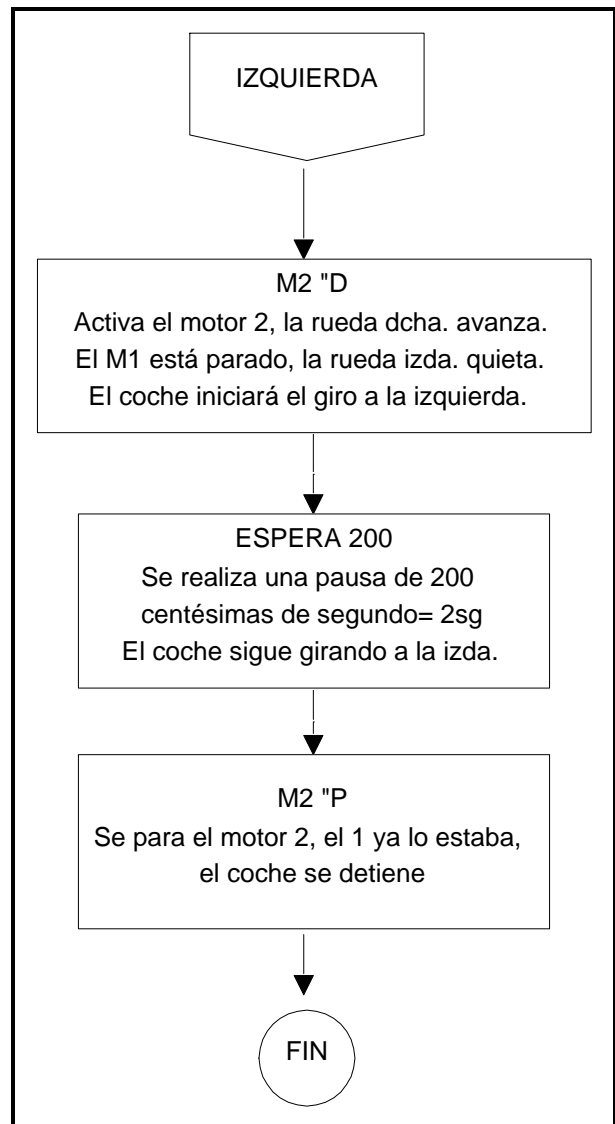 IZQUIERDA
M2 "D
Activa el motor 2, la rueda dcha. avanza.
El M1 está parado, la rueda izda. quieta.
El coche iniciará el giro a la izquierda.
ESPERA 200
Se realiza una pausa de 200
centésimas de segundo= 2sg
El coche sigue girando a la izda.
M2 "P
Se para el motor 2, el 1 ya lo estaba,
el coche se detiene
FIN